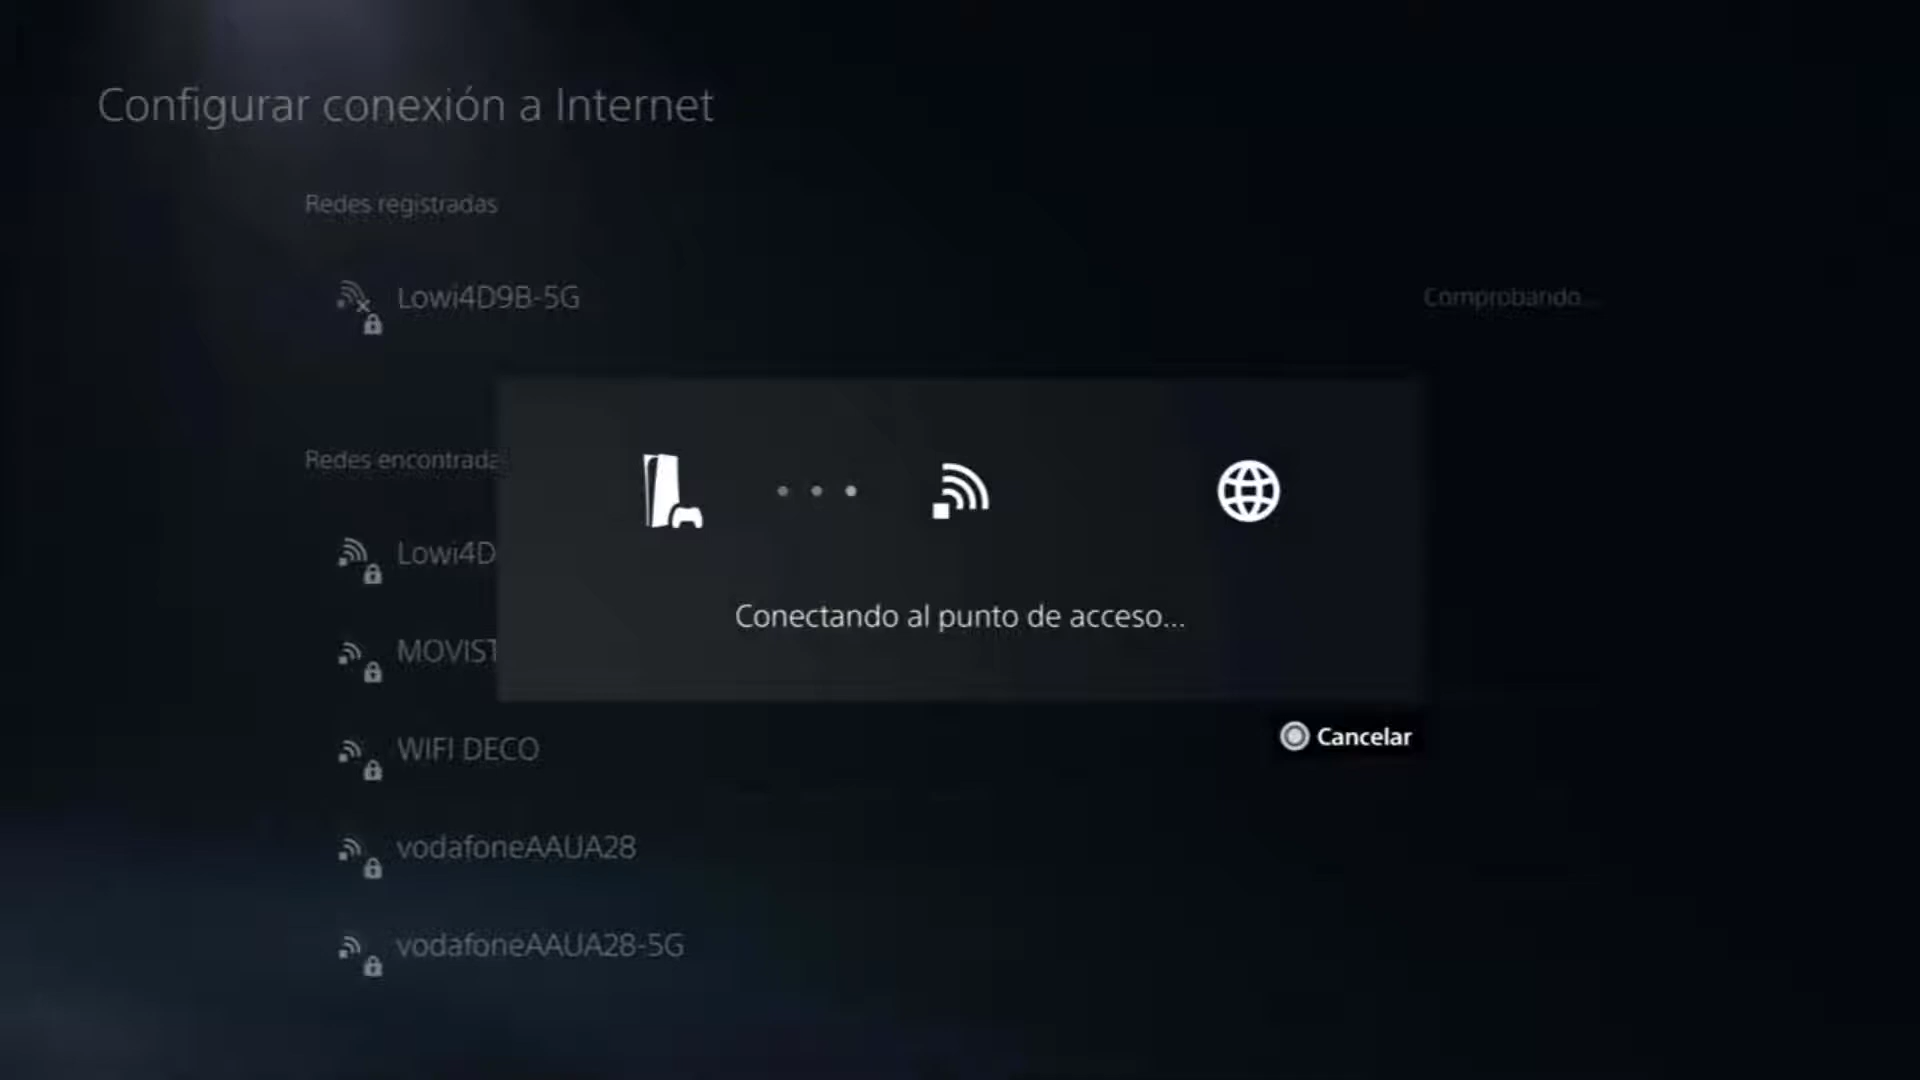 Configurar conexión a Internet
Redes registradas
Lowi4D9B-5G
Comprobando...
Redes encontrada
Lowi4D
MOVIST
Conectando al punto de acceso...
Cancelar
WIFI DECO
vodafoneAAUA28
vodafoneAAUA28-5G